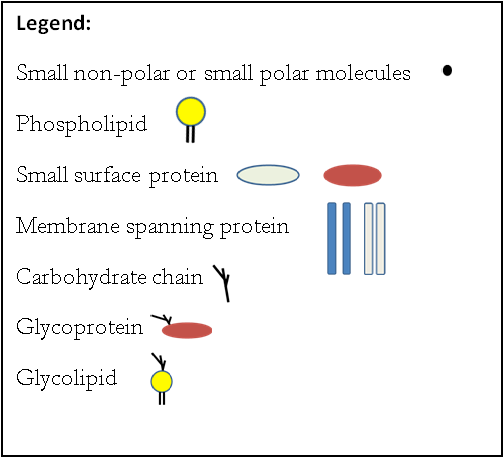 Legend:
Small non-polar or small polar molecules
Phospholipid
Small surface protein
Membrane spanning protein
Carbohydrate chain
Glycoprotein
Glycolipid